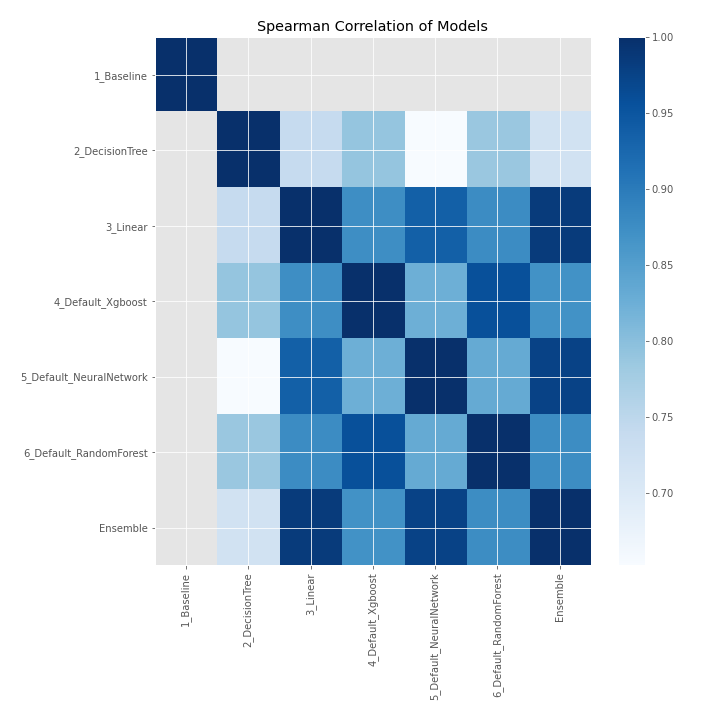 Spearman Correlation of Models
1_Baseline
2_DecisionTree
3_Linear
4_Default_Xgboost
5_Default_NeuralNetwork
6_Default_RandomForest
Ensemble
1_Baseline
2_DecisionTree
3_Linear
4_Default_Xgboost
5_Default_NeuralNetwork
6_Default_RandomForest
Ensemble
1.00
0.95
0.90
0.85
0.80
0.75
0.70